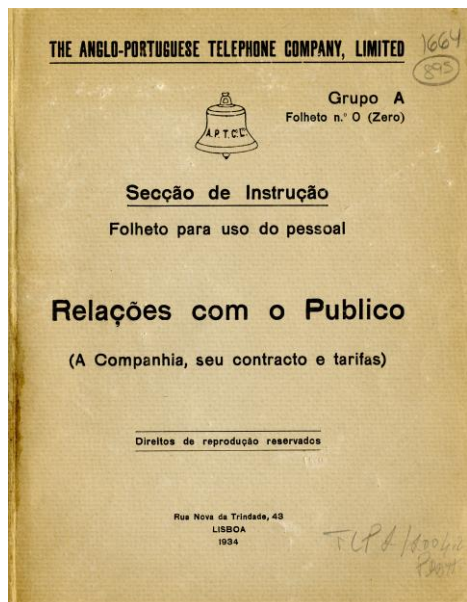 THE ANGLO-PORTUGUESE TELEPHONE COMPANY, LIMITED
1664
895
Grupo A
Folheto n.º 0 (Zero)
A. P. T. C. Lᵈ
Secção de Instrução
Folheto para uso do pessoal
Relações com o Publico
(A Companhia, seu contracto e tarifas)
Direitos de reprodução reservados
Rua Nova da Trindade, 43
LISBOA
1934